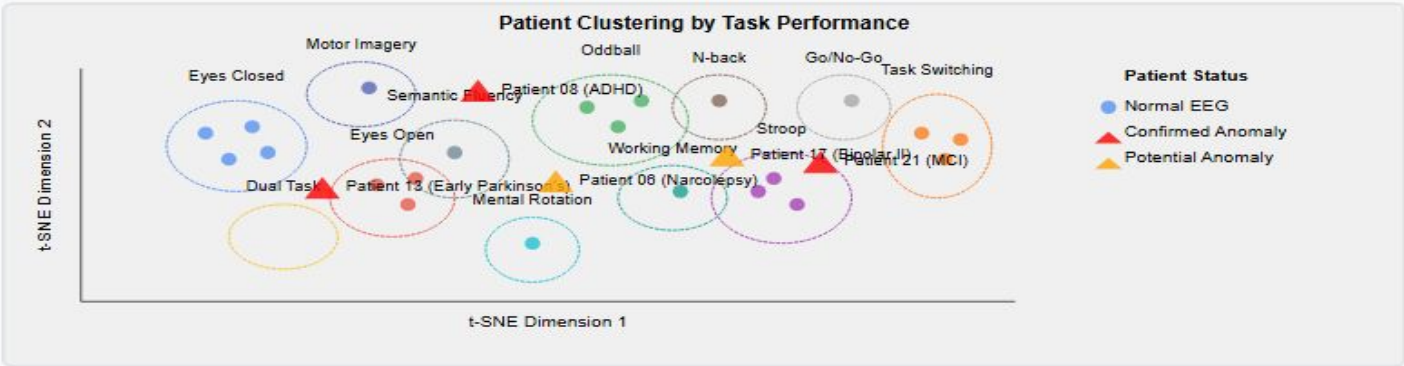 Patient Clustering by Task Performance
Motor Imagery
Oddball
N-back
Go/No-Go
Task Switching
Eyes Closed
Semantic Fluency
Patient 08 (ADHD)
Eyes Open
Stroop
Working Memory
Patient 17 (Bipolar II)
Patient 21 (MCI)
Dual Task
Patient 13 (Early Parkinson's)
Patient 06 (Narcolepsy)
Mental Rotation
t-SNE Dimension 2
t-SNE Dimension 1
Patient Status
Normal EEG
Confirmed Anomaly
Potential Anomaly